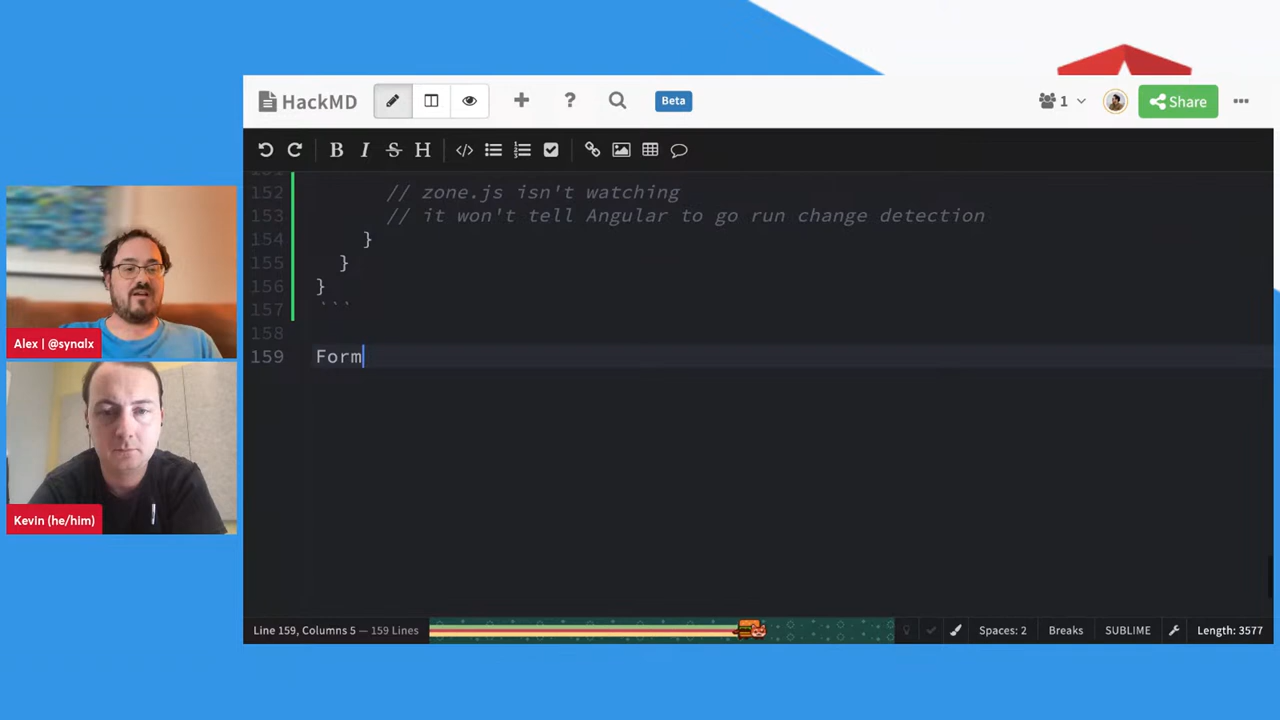 HackMD
Beta
1
Share
B I S H
152 // zone.js isn't watching
153 // it won't tell Angular to go run change detection
154 }
155 }
156 }
157 ```
158
159 Form
Alex | @synalx
Kevin (he/him)
Line 159, Columns 5 — 159 Lines
Spaces: 2
Breaks
SUBLIME
Length: 3577